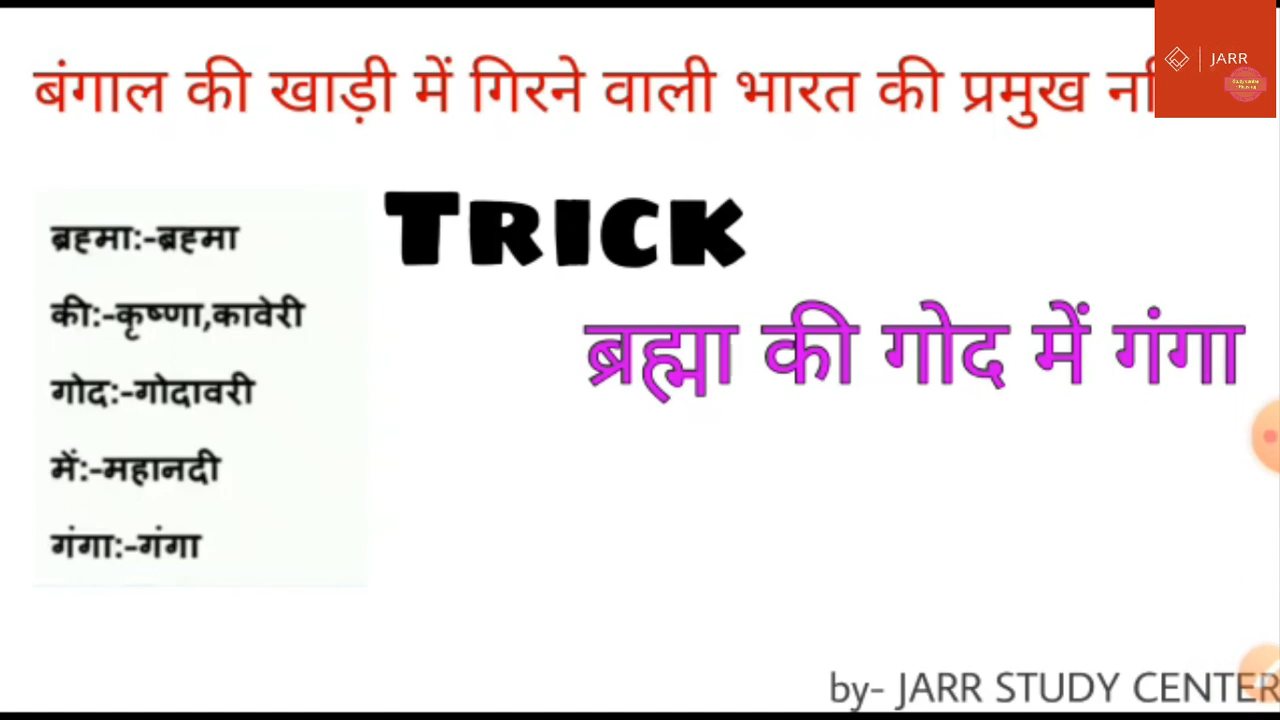 बंगाल की खाड़ी में गिरने वाली भारत की प्रमुख
JARR
TRICK
ब्रह्मा की गोद में गंगा
ब्रह्मा:-ब्रह्मा
की:-कृष्णा,कावेरी
गोद:-गोदावरी
में:-महानदी
गंगा:-गंगा
by- JARR STUDY CENTER